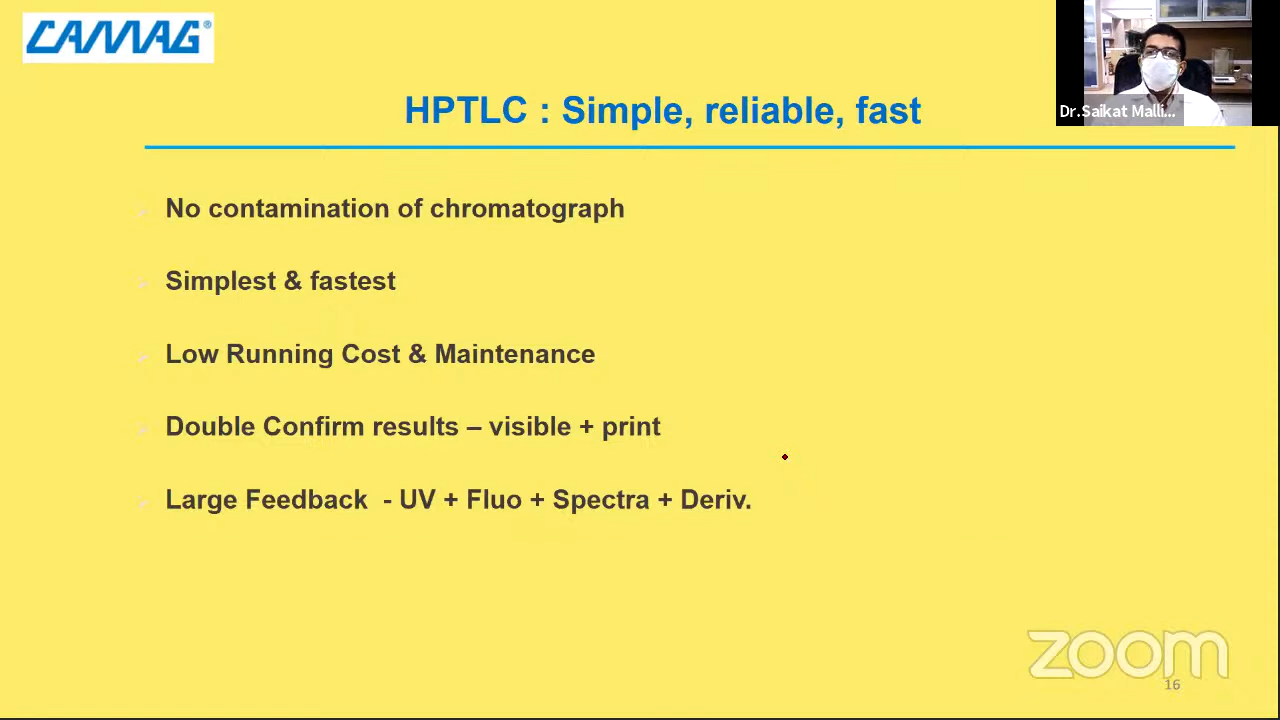 CAMAG®
HPTLC : Simple, reliable, fast
Dr.Saikat Malli...
No contamination of chromatograph
Simplest & fastest
Low Running Cost & Maintenance
Double Confirm results – visible + print
Large Feedback - UV + Fluo + Spectra + Deriv.
zoom
16